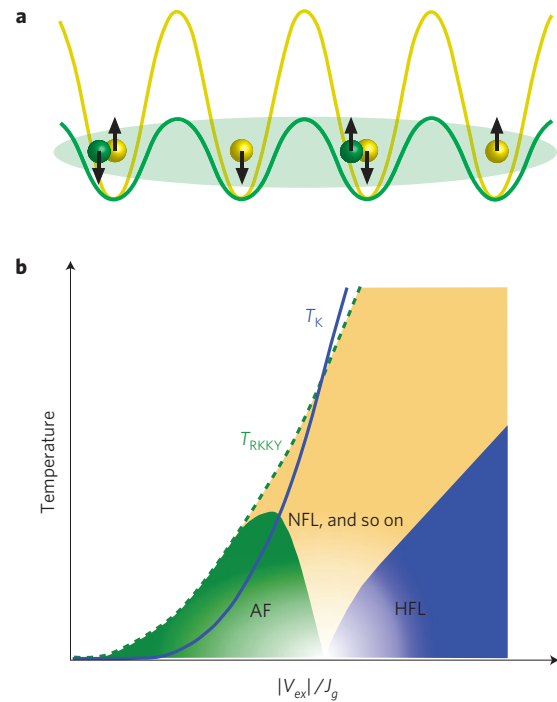 a
b
T_K
T_RKKY
Temperature
NFL, and so on
AF
HFL
|V_ex|/J_g